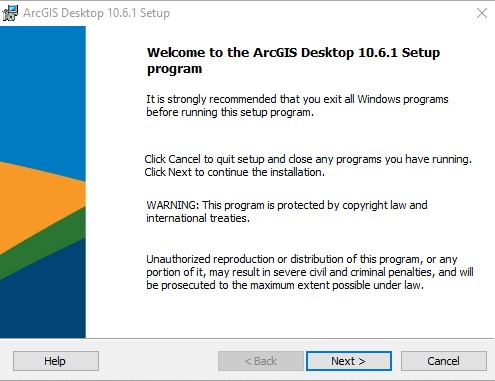 ArcGIS Desktop 10.6.1 Setup
Welcome to the ArcGIS Desktop 10.6.1 Setup
program
It is strongly recommended that you exit all Windows programs
before running this setup program.
Click Cancel to quit setup and close any programs you have running.
Click Next to continue the installation.
WARNING: This program is protected by copyright law and
international treaties.
Unauthorized reproduction or distribution of this program, or any
portion of it, may result in severe civil and criminal penalties, and will
be prosecuted to the maximum extent possible under law.
Help
< Back
Next >
Cancel